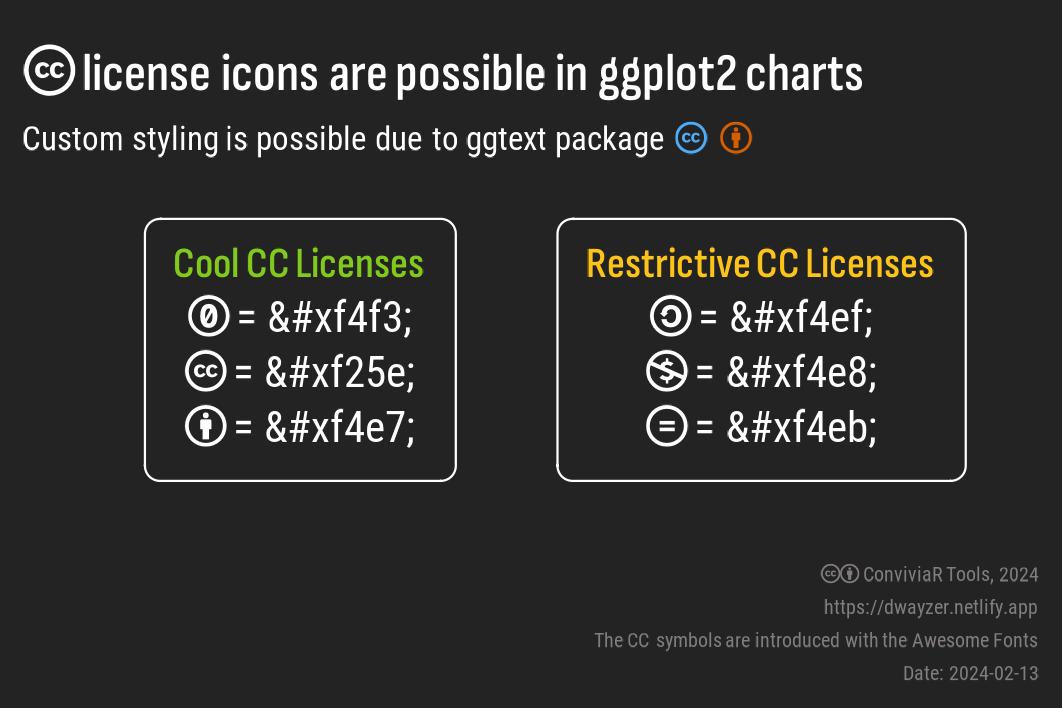 license icons are possible in ggplot2 charts
Custom styling is possible due to ggtext package
Cool CC Licenses
= &#xf4f3;
= &#xf25e;
= &#xf4e7;
Restrictive CC Licenses
= &#xf4ef;
= &#xf4e8;
= &#xf4eb;
ConviviaR Tools, 2024
https://dwayzer.netlify.app
The CC symbols are introduced with the Awesome Fonts
Date: 2024-02-13